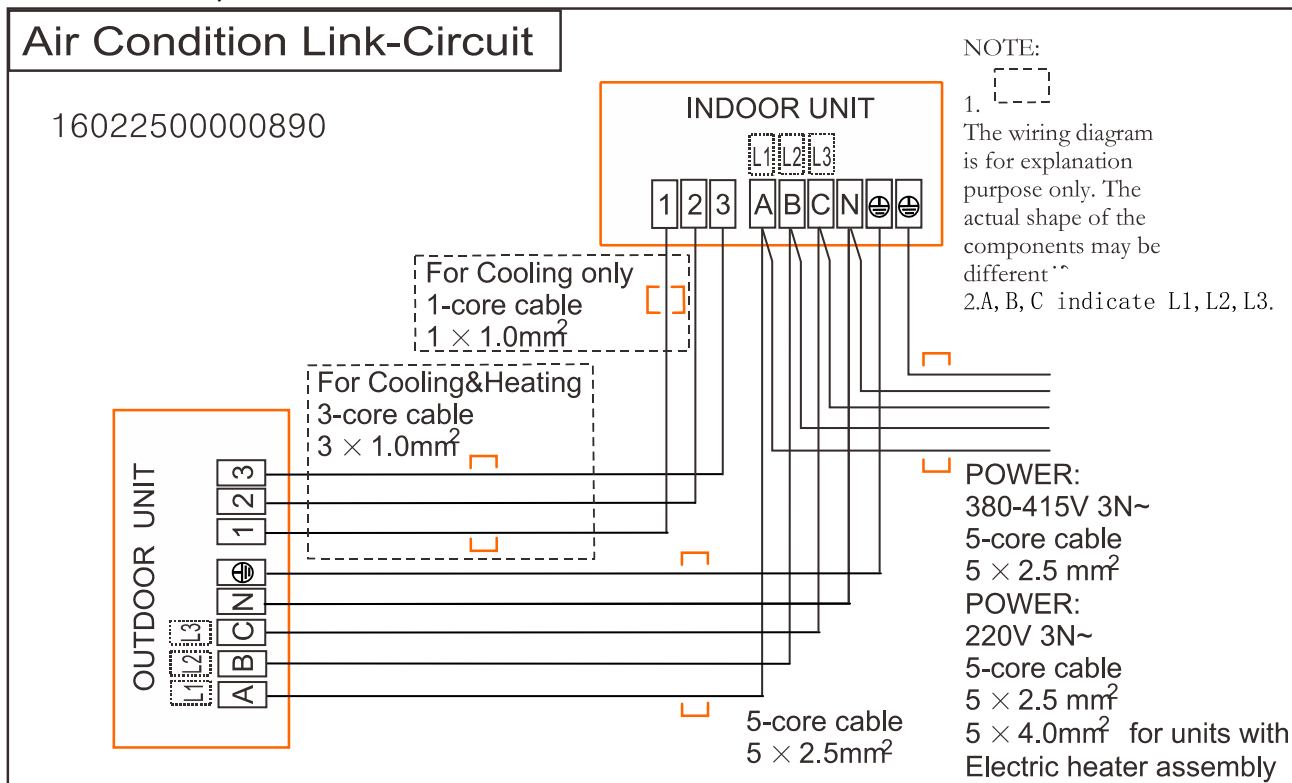 Air Condition Link-Circuit
16022500000890
INDOOR UNIT
L1 L2 L3
1 2 3 A B C N
For Cooling only
1-core cable
1 × 1.0mm²
For Cooling&Heating
3-core cable
3 × 1.0mm²
OUTDOOR UNIT
3
2
1
N
L3 C
L2 B
L1 A
5-core cable
5 × 2.5mm²
NOTE:
1.
The wiring diagram
is for explanation
purpose only. The
actual shape of the
components may be
different
2.A, B, C indicate L1, L2, L3.
POWER:
380-415V 3N~
5-core cable
5 × 2.5 mm²
POWER:
220V 3N~
5-core cable
5 × 2.5 mm²
5 × 4.0mm² for units with
Electric heater assembly